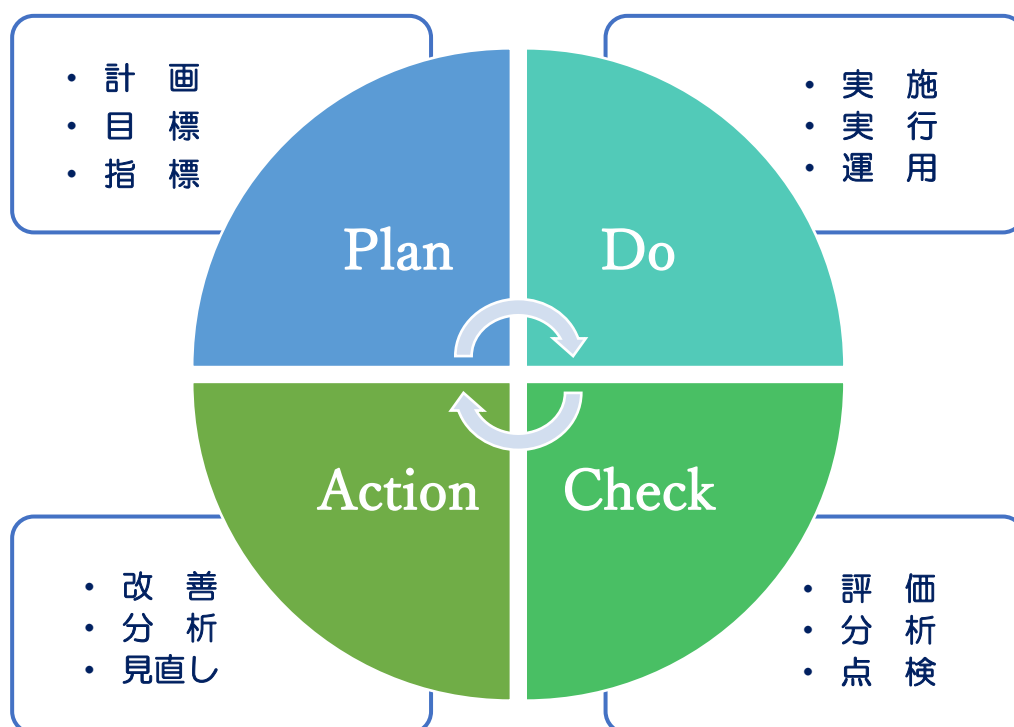 ・ 計　画
・ 目　標
・ 指　標
・ 実　施
・ 実　行
・ 運　用
Plan
Do
Action
Check
・ 改　善
・ 分　析
・ 見直し
・ 評　価
・ 分　析
・ 点　検